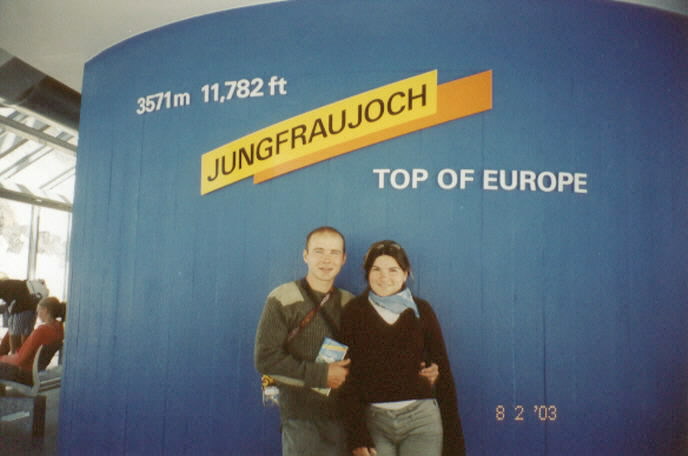 3571m 11,782 ft
JUNGFRAUJOCH
TOP OF EUROPE
8 2 '03